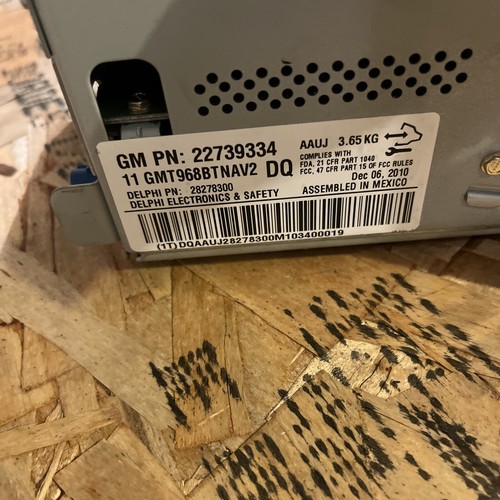 GM PN: 22739334
11 GMT968BTNAV2 DQ
DELPHI PN: 28278300
DELPHI ELECTRONICS & SAFETY
AAUJ 3.65 KG
COMPLIES WITH
FDA, 21 CFR PART 1040
FCC, 47 CFR PART 15 OF FCC RULES
Dec 06, 2010
ASSEMBLED IN MEXICO
(1T)DQAAUJ28278300M103400019